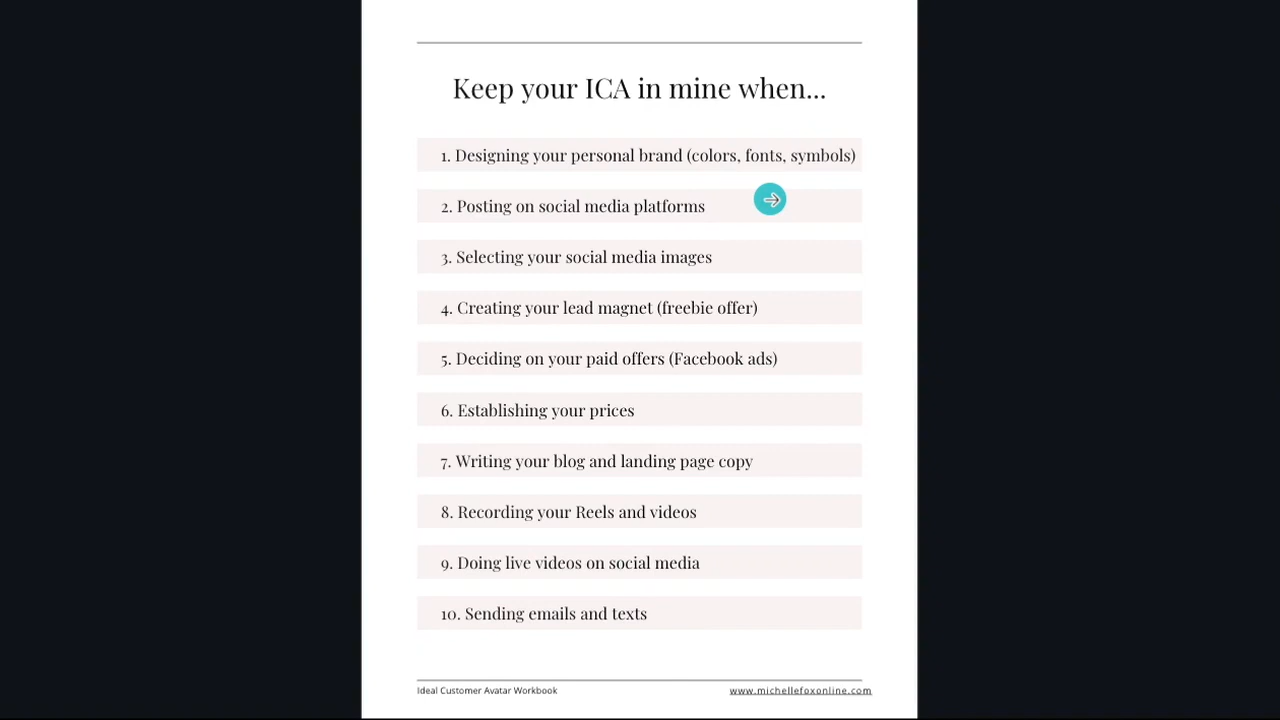 Keep your ICA in mine when...
1. Designing your personal brand (colors, fonts, symbols)
2. Posting on social media platforms
3. Selecting your social media images
4. Creating your lead magnet (freebie offer)
5. Deciding on your paid offers (Facebook ads)
6. Establishing your prices
7. Writing your blog and landing page copy
8. Recording your Reels and videos
9. Doing live videos on social media
10. Sending emails and texts
Ideal Customer Avatar Workbook
www.michellefoxonline.com